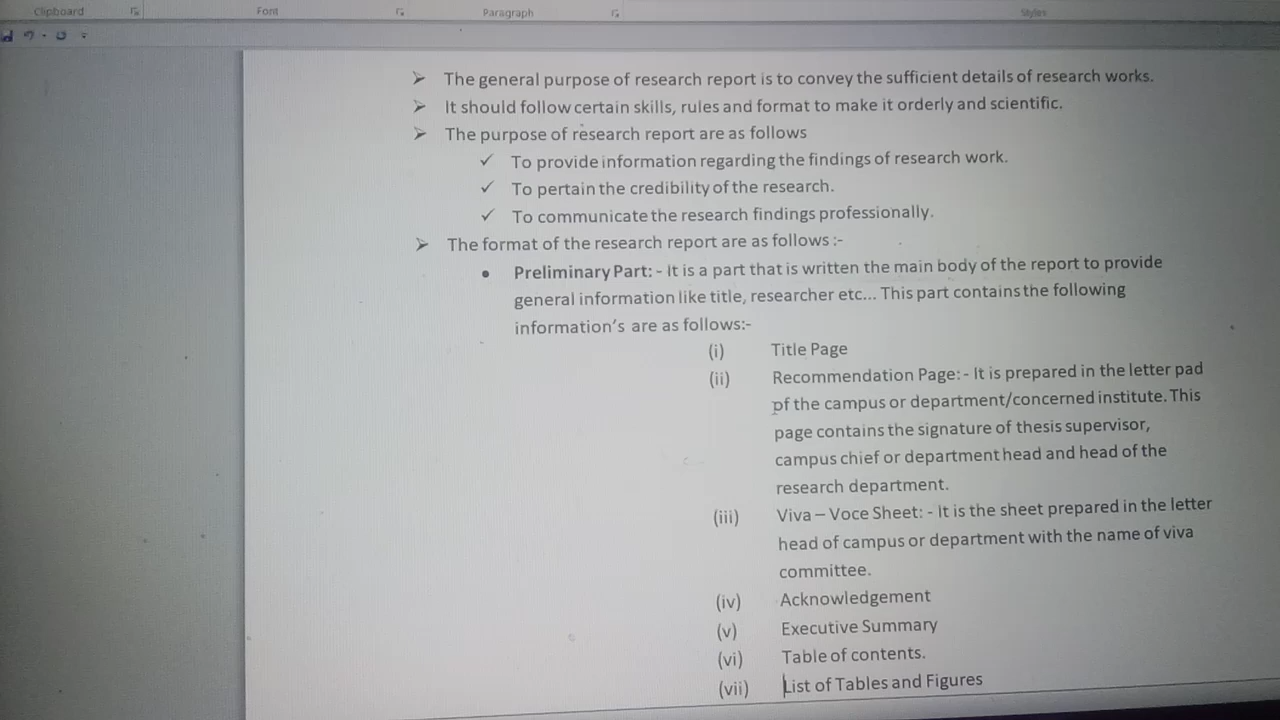 Clipboard Font Paragraph Styles
➢ The general purpose of research report is to convey the sufficient details of research works.
➢ It should follow certain skills, rules and format to make it orderly and scientific.
➢ The purpose of research report are as follows
✓ To provide information regarding the findings of research work.
✓ To pertain the credibility of the research.
✓ To communicate the research findings professionally.
➢ The format of the research report are as follows :-
• Preliminary Part: - It is a part that is written the main body of the report to provide
general information like title, researcher etc... This part contains the following
information’s are as follows:-
(i) Title Page
(ii) Recommendation Page: - It is prepared in the letter pad
of the campus or department/concerned institute. This
page contains the signature of thesis supervisor,
campus chief or department head and head of the
research department.
(iii) Viva – Voce Sheet: - It is the sheet prepared in the letter
head of campus or department with the name of viva
committee.
(iv) Acknowledgement
(v) Executive Summary
(vi) Table of contents.
(vii) List of Tables and Figures